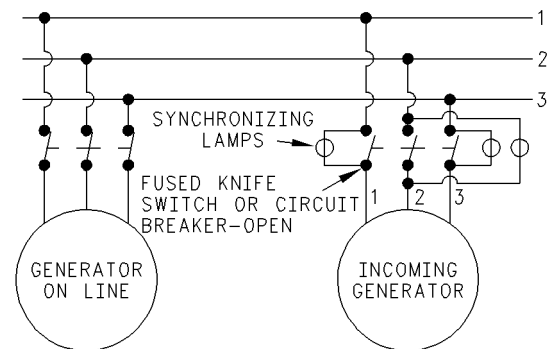 1
2
3
SYNCHRONIZING
LAMPS
FUSED KNIFE
SWITCH OR CIRCUIT
BREAKER-OPEN
1
2
3
GENERATOR
ON LINE
INCOMING
GENERATOR